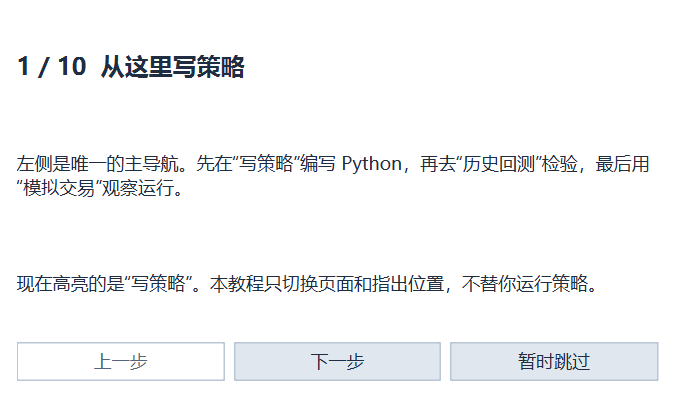 1 / 10 从这里写策略
左侧是唯一的主导航。先在“写策略”编写 Python，再去“历史回测”检验，最后用
“模拟交易”观察运行。
现在高亮的是“写策略”。本教程只切换页面和指出位置，不替你运行策略。
上一步
下一步
暂时跳过